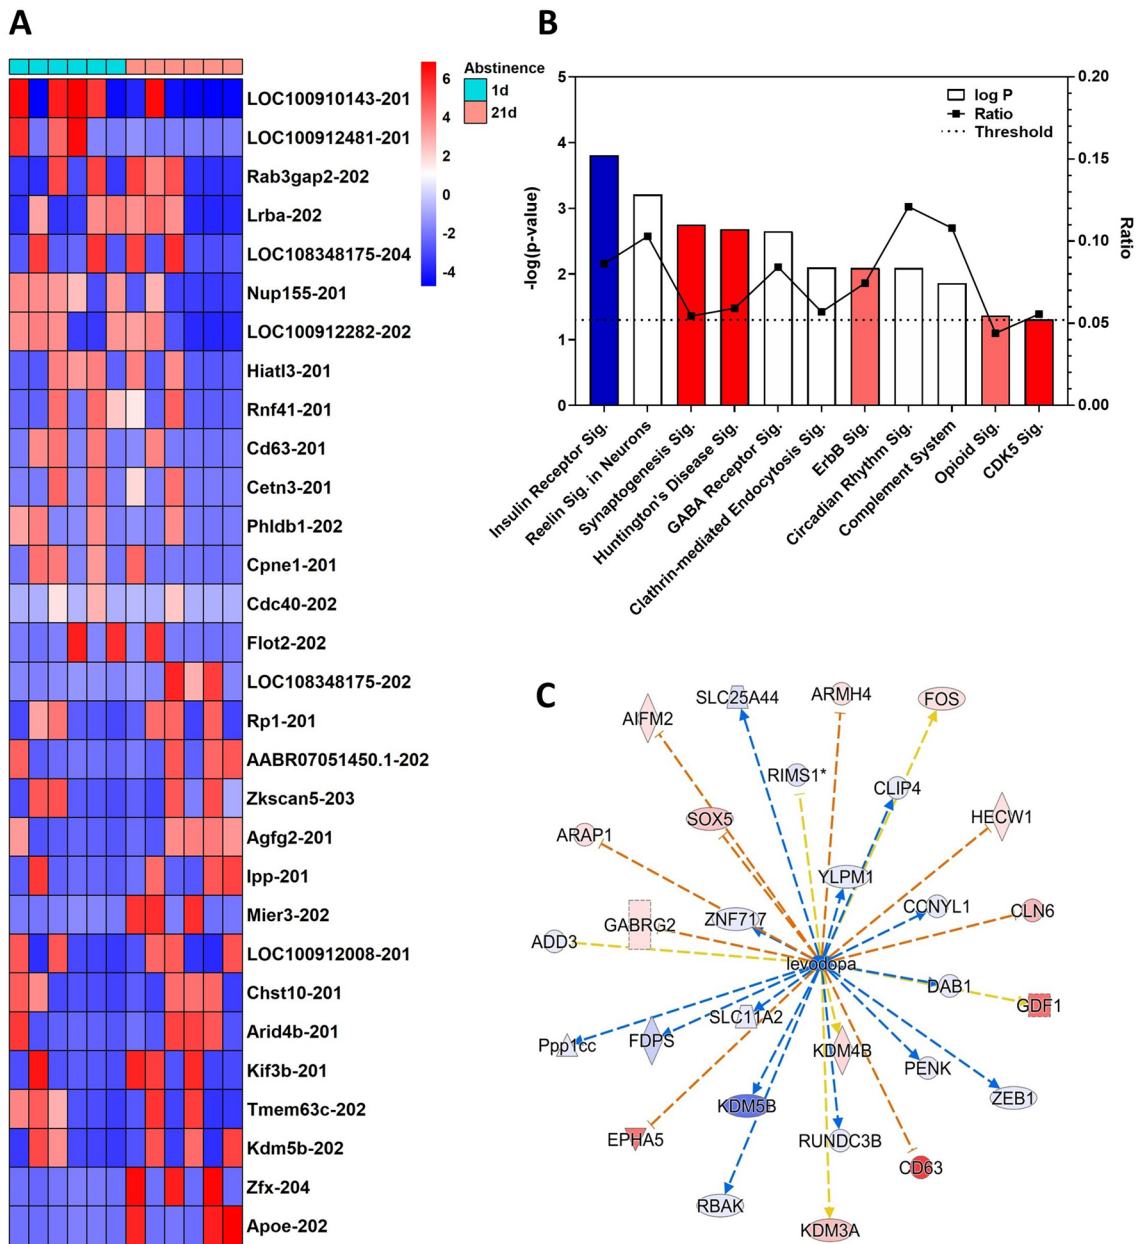 A
Abstinence
1d
21d
6
4
2
0
-2
-4
LOC100910143-201
LOC100912481-201
Rab3gap2-202
Lrba-202
LOC108348175-204
Nup155-201
LOC100912282-202
Hiatl3-201
Rnf41-201
Cd63-201
Cetn3-201
Phldb1-202
Cpne1-201
Cdc40-202
Flot2-202
LOC108348175-202
Rp1-201
AABR07051450.1-202
Zkscan5-203
Agfg2-201
Ipp-201
Mier3-202
LOC100912008-201
Chst10-201
Arid4b-201
Kif3b-201
Tmem63c-202
Kdm5b-202
Zfx-204
Apoe-202
B
-log(p-value)
5
4
3
2
1
0
log P
Ratio
Threshold
0.20
0.15
0.10
0.05
0.00
Ratio
Insulin Receptor Sig.
Reelin Sig. in Neurons
Synaptogenesis Sig.
Huntington's Disease Sig.
GABA Receptor Sig.
Clathrin-mediated Endocytosis Sig.
ErbB Sig.
Circadian Rhythm Sig.
Complement System
Opioid Sig.
CDK5 Sig.
C
SLC25A44
ARMH4
FOS
AIFM2
RIMS1*
CLIP4
SOX5
HECW1
ARAP1
YLPM1
CCNYL1
CLN6
ZNF717
GABRG2
ADD3
levodopa
DAB1
GDF1
SLC11A2
Ppp1cc
FDPS
KDM4B
PENK
ZEB1
KDM5B
EPHA5
RUNDC3B
CD63
RBAK
KDM3A